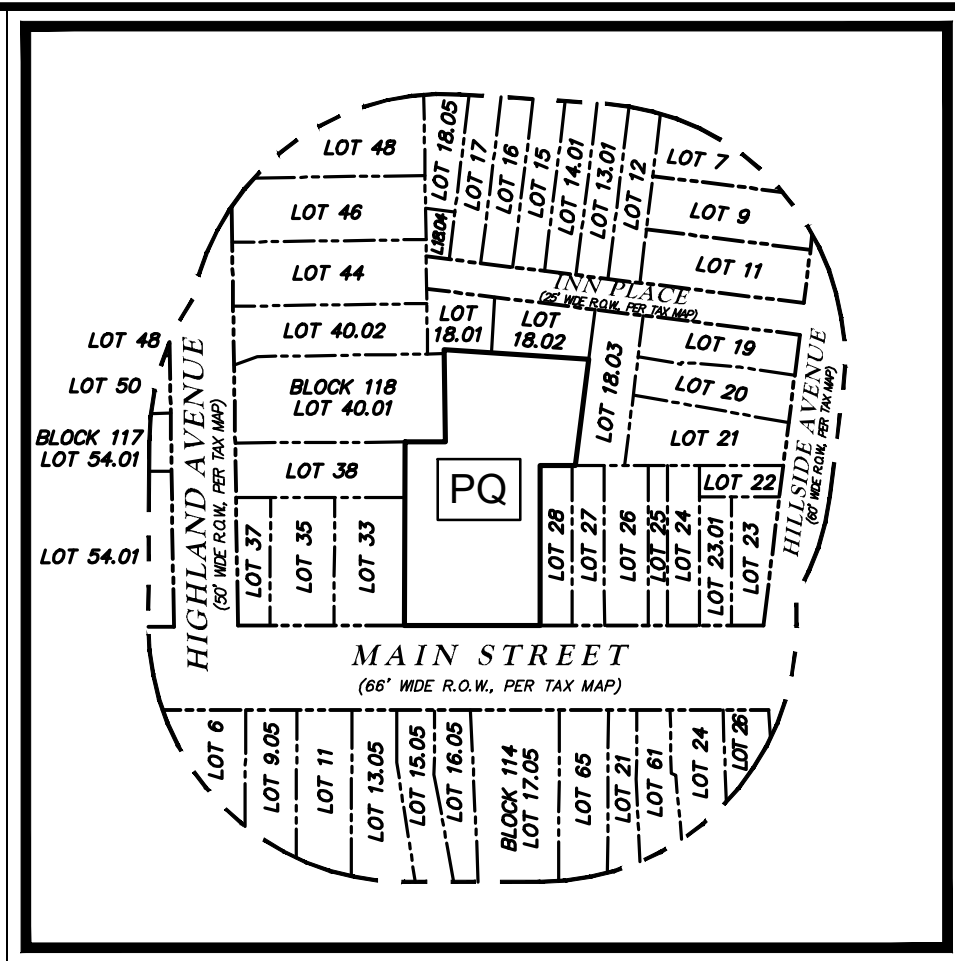 LOT 48
LOT 18.05
LOT 17
LOT 16
LOT 15
LOT 14.01
LOT 13.01
LOT 12
LOT 7
LOT 46
L18.04
LOT 9
LOT 44
LOT 11
INN PLACE
(25' WIDE R.O.W., PER TAX MAP)
LOT 40.02
LOT
18.01
LOT
18.02
LOT 18.03
LOT 19
LOT 48
LOT 50
BLOCK 117
LOT 54.01
LOT 54.01
HIGHLAND AVENUE
(50' WIDE R.O.W., PER TAX MAP)
BLOCK 118
LOT 40.01
LOT 20
LOT 21
HILLSIDE AVENUE
(60' WIDE R.O.W., PER TAX MAP)
LOT 38
PQ
LOT 22
LOT 37
LOT 35
LOT 33
LOT 28
LOT 27
LOT 26
LOT 25
LOT 24
LOT 23.01
LOT 23
MAIN STREET
(66' WIDE R.O.W., PER TAX MAP)
LOT 6
LOT 9.05
LOT 11
LOT 13.05
LOT 15.05
LOT 16.05
BLOCK 114
LOT 17.05
LOT 65
LOT 21
LOT 61
LOT 24
LOT 26